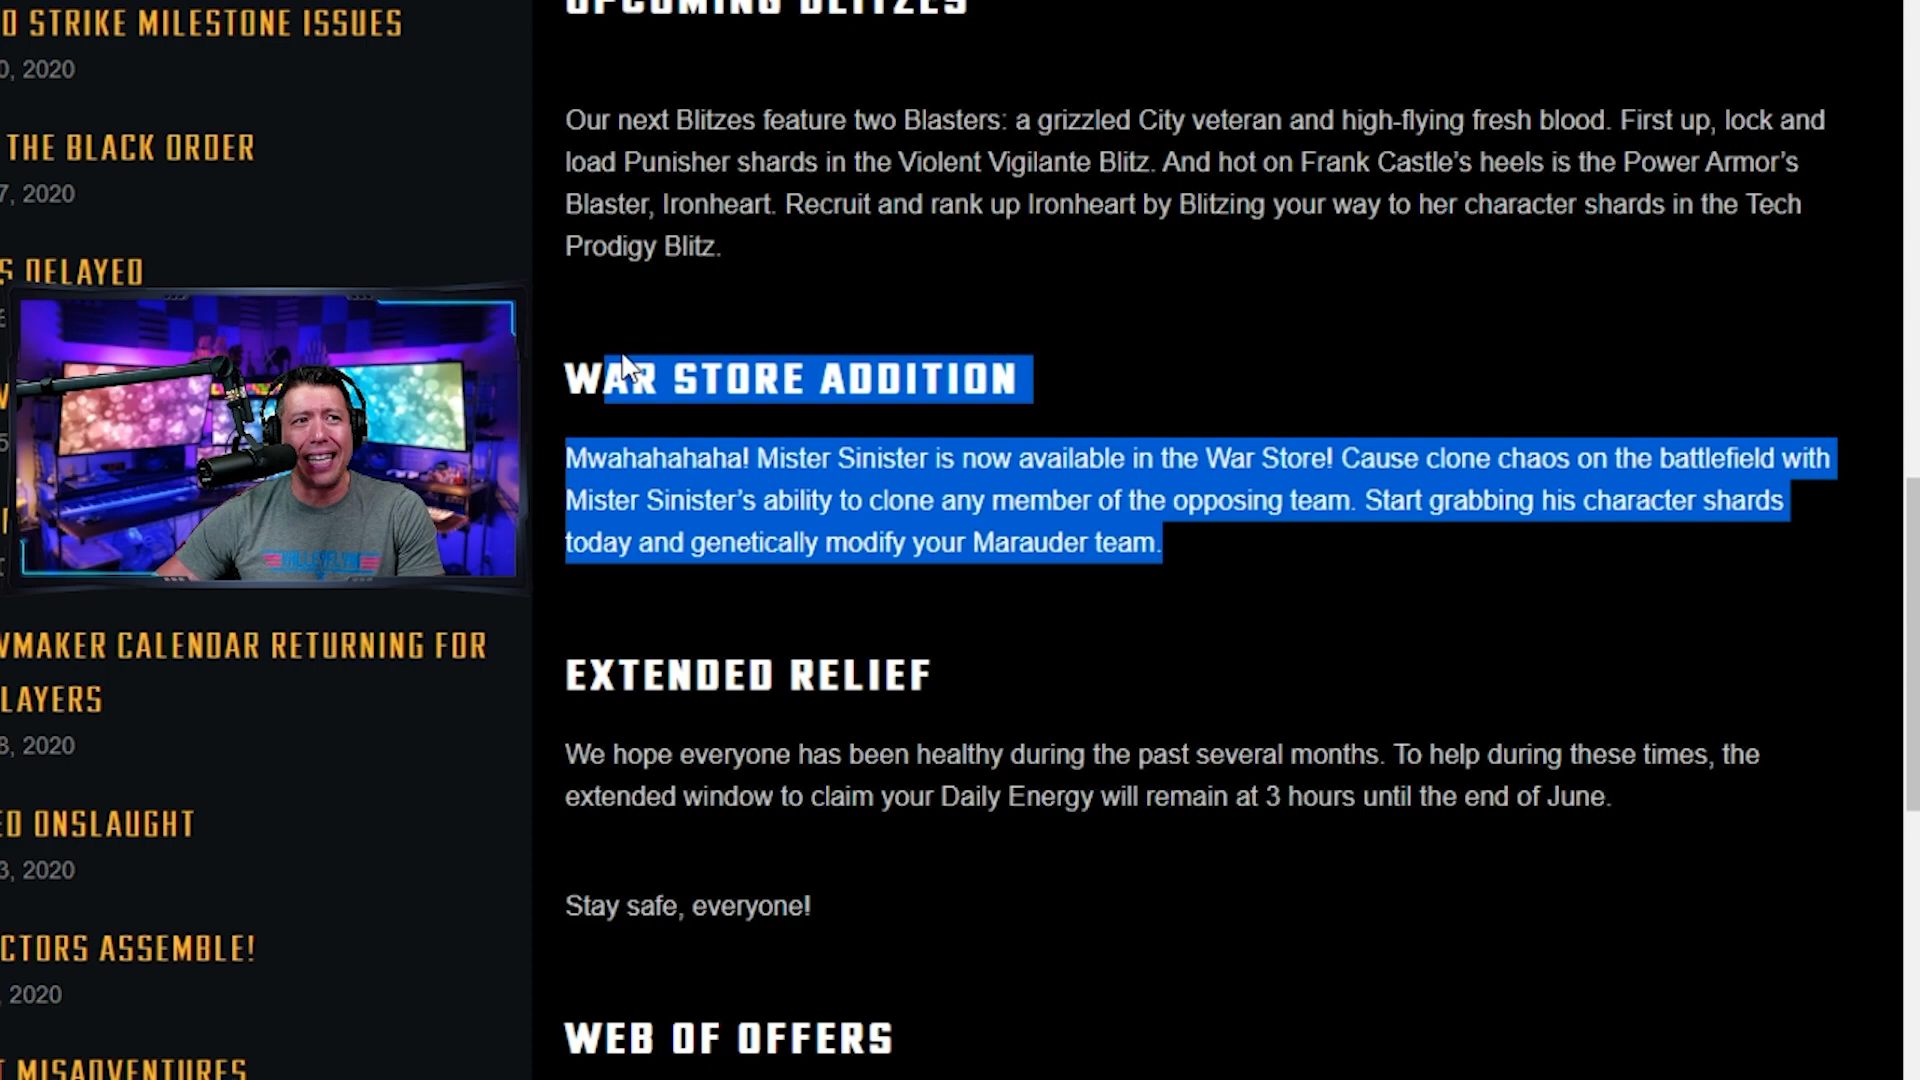 D STRIKE MILESTONE ISSUES
0, 2020
THE BLACK ORDER
7, 2020
S DELAYED
VMAKER CALENDAR RETURNING FOR
LAYERS
8, 2020
ED ONSLAUGHT
3, 2020
CTORS ASSEMBLE!
, 2020
T MISADVENTURES
UPCOMING BLITZES
Our next Blitzes feature two Blasters: a grizzled City veteran and high-flying fresh blood. First up, lock and
load Punisher shards in the Violent Vigilante Blitz. And hot on Frank Castle’s heels is the Power Armor’s
Blaster, Ironheart. Recruit and rank up Ironheart by Blitzing your way to her character shards in the Tech
Prodigy Blitz.
WAR STORE ADDITION
Mwahahahaha! Mister Sinister is now available in the War Store! Cause clone chaos on the battlefield with
Mister Sinister’s ability to clone any member of the opposing team. Start grabbing his character shards
today and genetically modify your Marauder team.
EXTENDED RELIEF
We hope everyone has been healthy during the past several months. To help during these times, the
extended window to claim your Daily Energy will remain at 3 hours until the end of June.
Stay safe, everyone!
WEB OF OFFERS